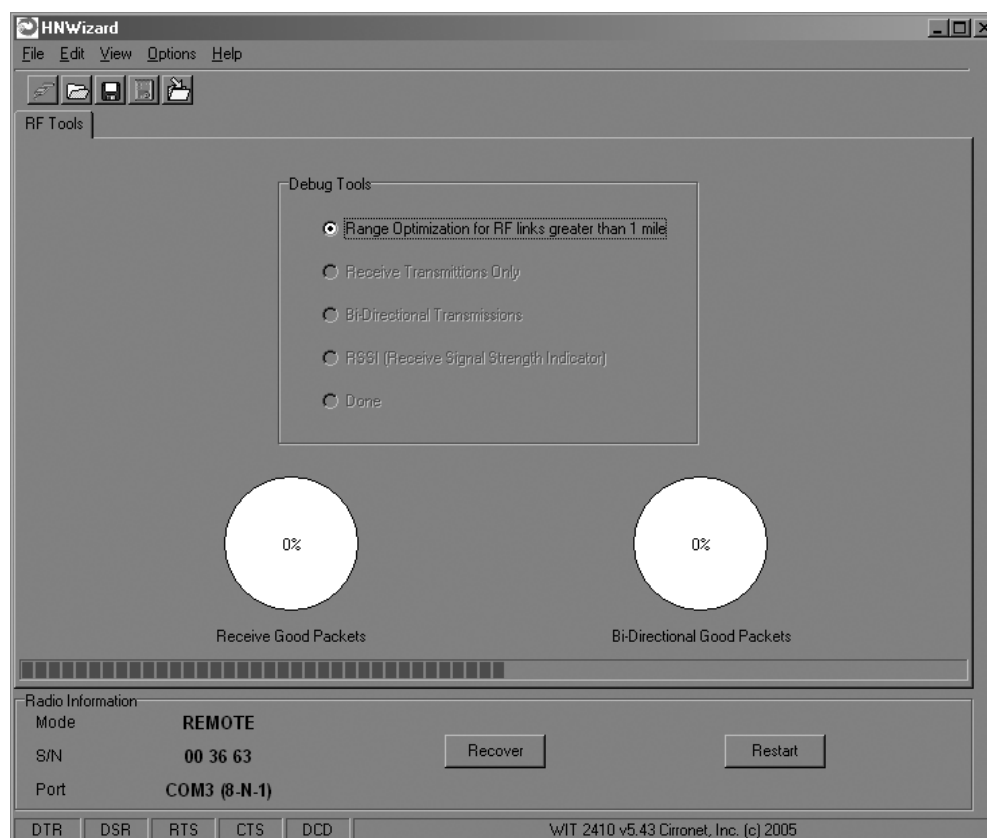 HNWizard
File Edit View Options Help
RF Tools
Debug Tools
Range Optimization for RF links greater than 1 mile
Receive Transmittions Only
Bi-Directional Transmissions
RSSI (Receive Signal Strength Indicator)
Done
0% 0%
Receive Good Packets Bi-Directional Good Packets
Radio Information
Mode REMOTE
S/N 00 36 63 Recover Restart
Port COM3 (8-N-1)
DTR DSR RTS CTS DCD WIT 2410 v5.43 Cirronet, Inc. (c) 2005